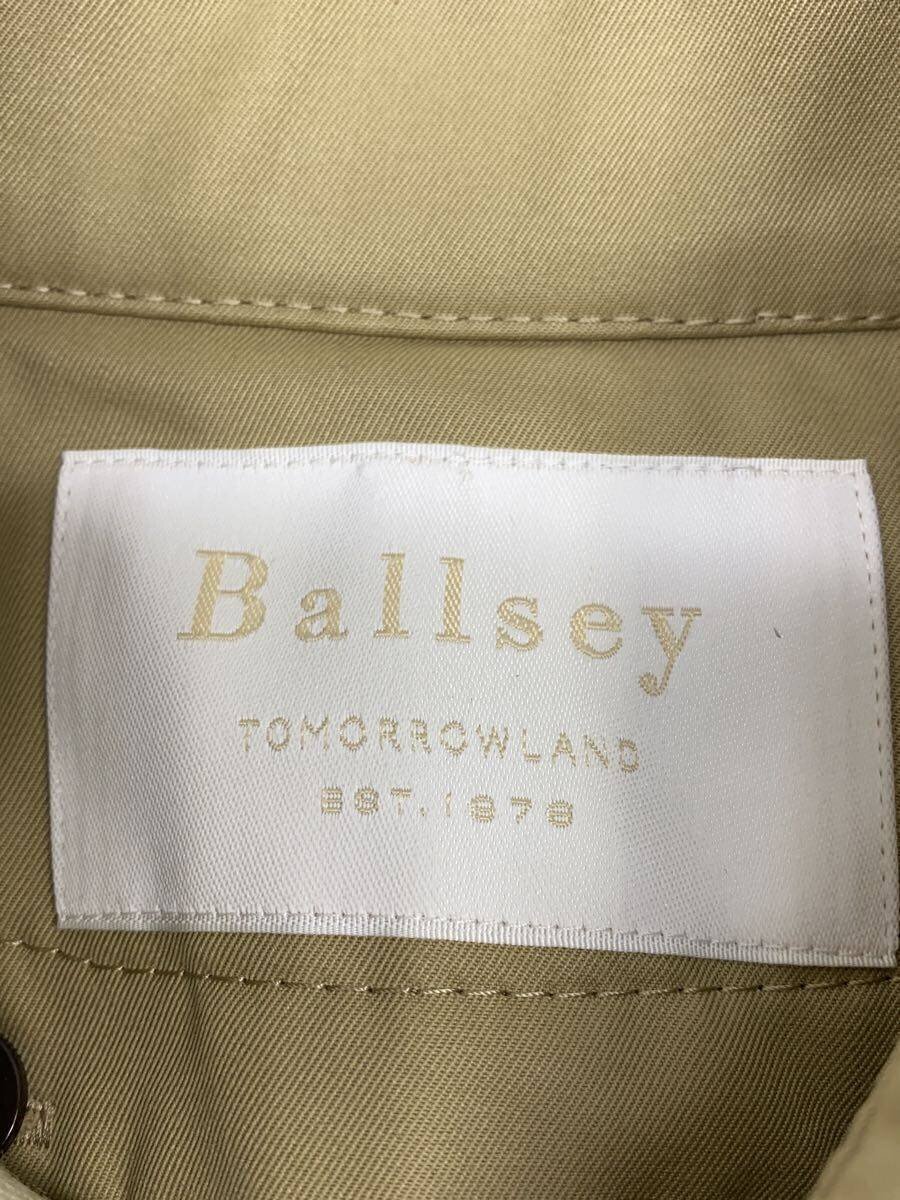 Ballsey
TOMORROWLAND
EST. 1978